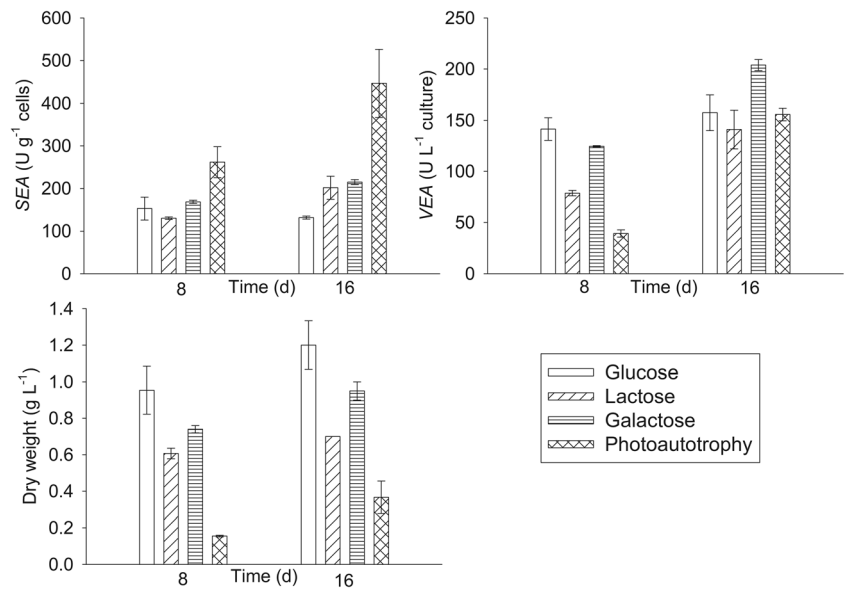 SEA (U g⁻¹ cells)
600
500
400
300
200
100
0
8 Time (d) 16
VEA (U L⁻¹ culture)
250
200
150
100
50
0
8 Time (d) 16
Dry weight (g L⁻¹)
1.4
1.2
1.0
0.8
0.6
0.4
0.2
0.0
8 Time (d) 16
Glucose
Lactose
Galactose
Photoautotrophy